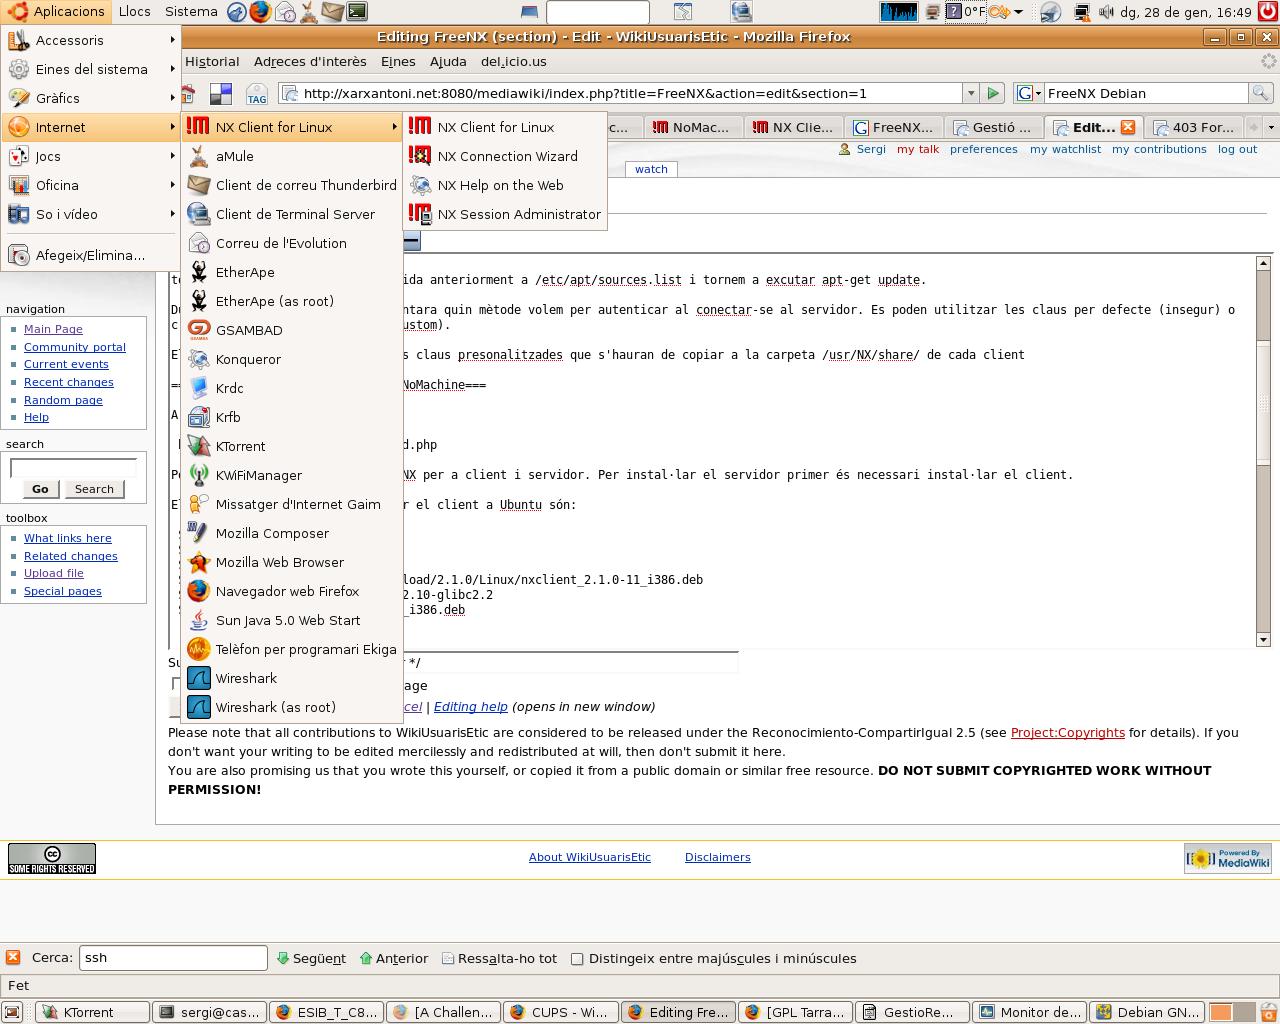 Aplicacions Llocs Sistema 0°F dg, 28 de gen, 16:49
Editing FreeNX (section) - Edit - WikiUsuarisEtic - Mozilla Firefox
Historial Adreces d'interès Eines Ajuda del.icio.us
TAG http://xarxantoni.net:8080/mediawiki/index.php?title=FreeNX&action=edit&section=1 FreeNX Debian
c... NoMac... NX Clie... FreeNX... Gestió ... Edit... 403 For...
Sergi my talk preferences my watchlist my contributions log out
watch
Accessoris
Eines del sistema
Gràfics
Internet
Jocs
Oficina
So i vídeo
Afegeix/Elimina...
NX Client for Linux
aMule
Client de correu Thunderbird
Client de Terminal Server
Correu de l'Evolution
EtherApe
EtherApe (as root)
GSAMBAD
Konqueror
Krdc
Krfb
KTorrent
KWiFiManager
Missatger d'Internet Gaim
Mozilla Composer
Mozilla Web Browser
Navegador web Firefox
Sun Java 5.0 Web Start
Telèfon per programari Ekiga
Wireshark
Wireshark (as root)
NX Client for Linux
NX Connection Wizard
NX Help on the Web
NX Session Administrator
ida anteriorment a /etc/apt/sources.list i tornem a excutar apt-get update.
ntara quin mètode volem per autenticar al conectar-se al servidor. Es poden utilitzar les claus per defecte (insegur) o
ustom).
s claus presonalitzades que s'hauran de copiar a la carpeta /usr/NX/share/ de cada client
NoMachine===
d.php
NX per a client i servidor. Per instal·lar el servidor primer és necessari instal·lar el client.
r el client a Ubuntu són:
load/2.1.0/Linux/nxclient_2.1.0-11_i386.deb
2.10-glibc2.2
_i386.deb
navigation
Main Page
Community portal
Current events
Recent changes
Random page
Help
search
Go Search
toolbox
What links here
Related changes
Upload file
Special pages
Su */
age
cel | Editing help (opens in new window)
Please note that all contributions to WikiUsuarisEtic are considered to be released under the Reconocimiento-CompartirIgual 2.5 (see Project:Copyrights for details). If you
don't want your writing to be edited mercilessly and redistributed at will, then don't submit it here.
You are also promising us that you wrote this yourself, or copied it from a public domain or similar free resource. DO NOT SUBMIT COPYRIGHTED WORK WITHOUT
PERMISSION!
cc SOME RIGHTS RESERVED About WikiUsuarisEtic Disclaimers Powered By MediaWiki
Cerca: ssh Següent Anterior Ressalta-ho tot Distingeix entre majúscules i minúscules
Fet
KTorrent sergi@cas... ESIB_T_C8... [A Challen... CUPS - Wi... Editing Fre... [GPL Tarra... GestioRe... Monitor de... Debian GN...